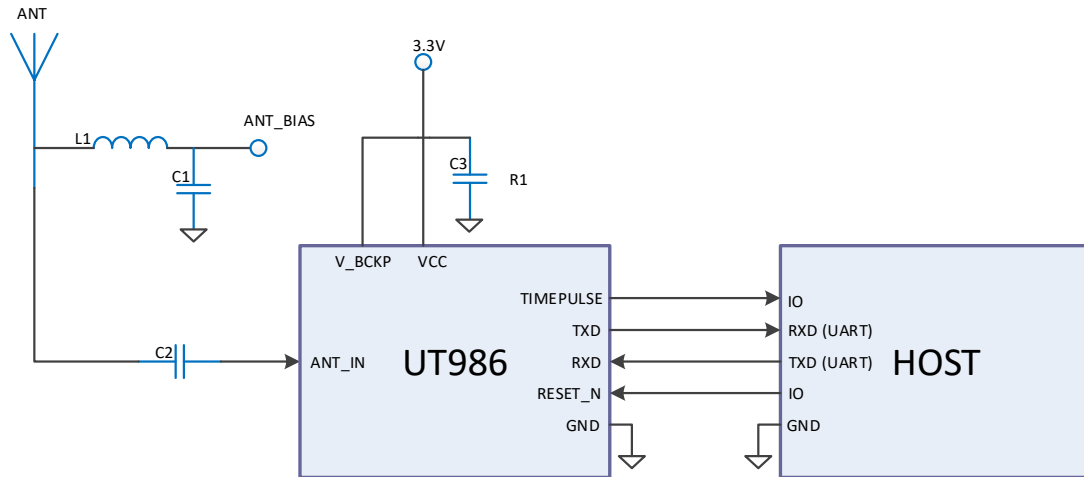 ANT
3.3V
L1
ANT_BIAS
C1
C3
R1
V_BCKP
VCC
TIMEPULSE
IO
TXD
RXD (UART)
C2
ANT_IN
UT986
RXD
TXD (UART)
HOST
RESET_N
IO
GND
GND